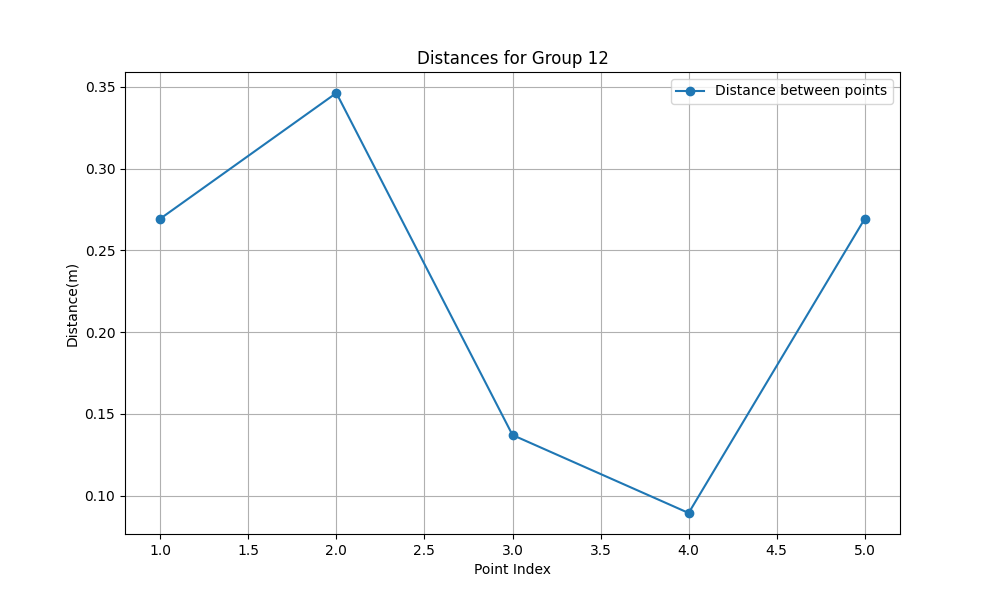 Distances for Group 12
Distance between points
0.35
0.30
0.25
0.20
0.15
0.10
Distance(m)
1.0 1.5 2.0 2.5 3.0 3.5 4.0 4.5 5.0
Point Index